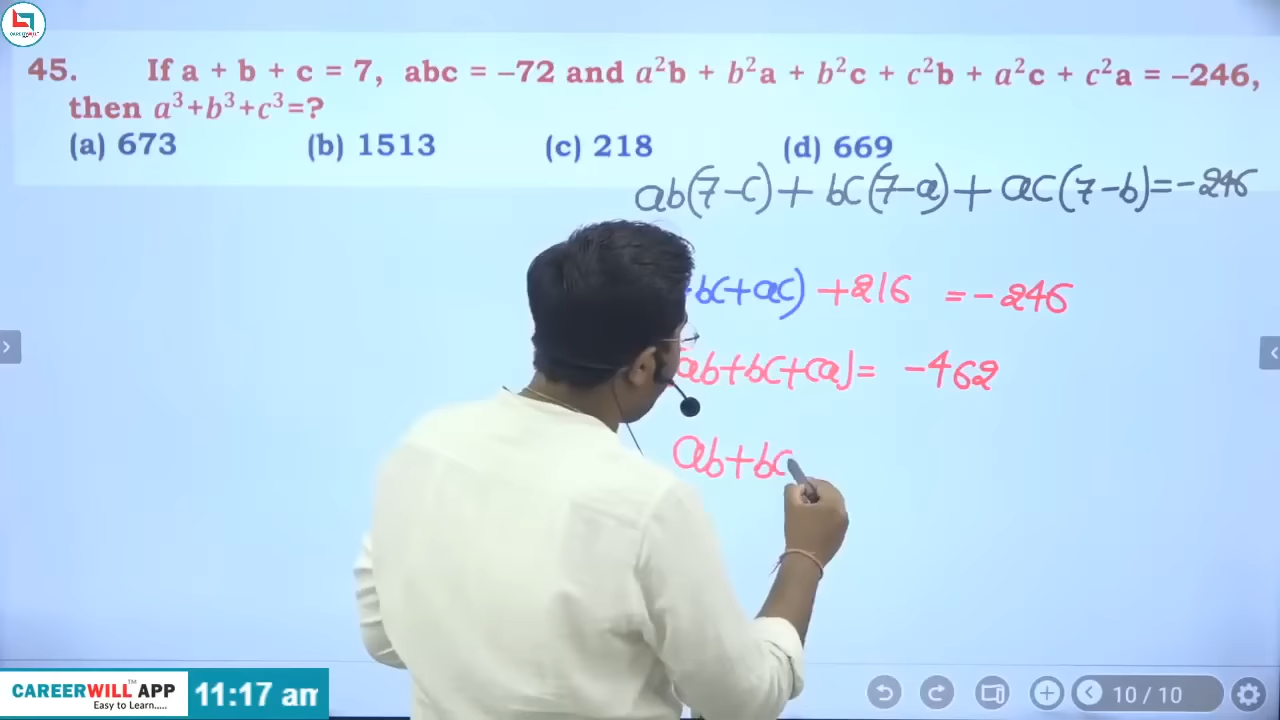 CAREERWILL
45. If a + b + c = 7, abc = –72 and a²b + b²a + b²c + c²b + a²c + c²a = –246,
then a³+b³+c³=?
(a) 673 (b) 1513 (c) 218 (d) 669
ab(7-c)+ bc(7-a)+ ac(7-b)=-246
bc+ac) +216 =-246
ab+bc+ca)= -462
ab+bc
CAREERWILL APP
™
Easy to Learn.....
11:17 am
10 / 10